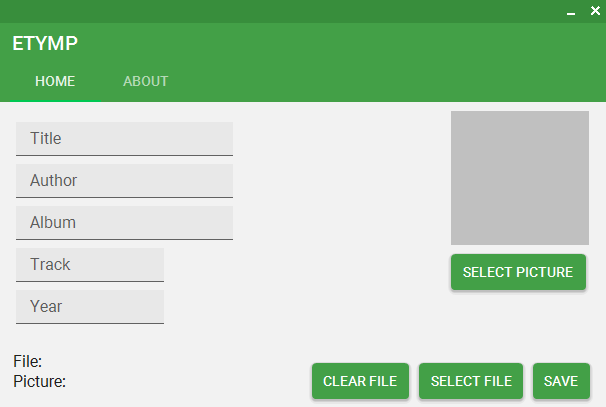 ETYMP
HOME ABOUT
Title
Author
Album
Track
SELECT PICTURE
Year
File:
Picture:
CLEAR FILE SELECT FILE SAVE